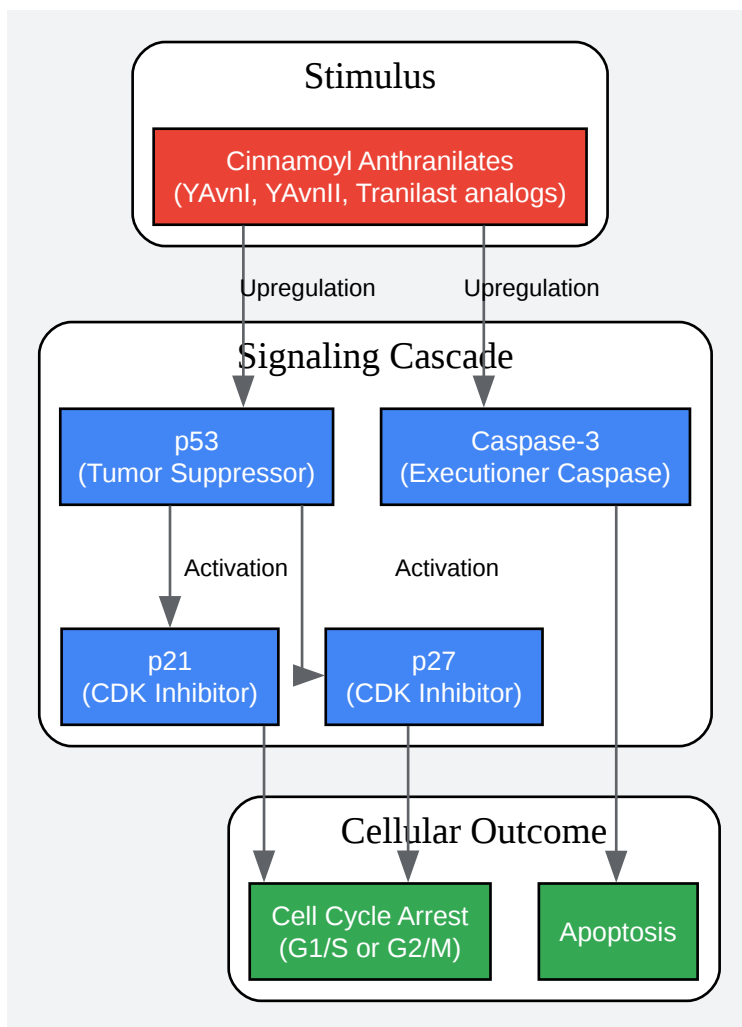 Stimulus
Cinnamoyl Anthranilates
(YAvnI, YAvnII, Tranilast analogs)
Upregulation
Upregulation
Signaling Cascade
p53
(Tumor Suppressor)
Caspase-3
(Executioner Caspase)
Activation
Activation
p21
(CDK Inhibitor)
p27
(CDK Inhibitor)
Cellular Outcome
Cell Cycle Arrest
(G1/S or G2/M)
Apoptosis